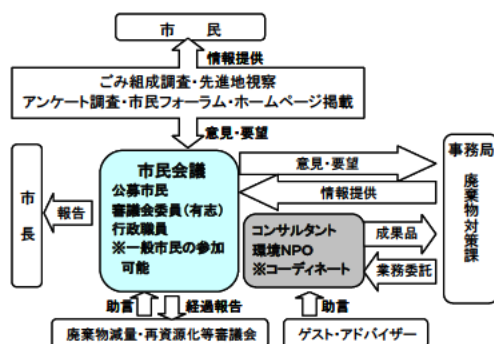 市 民
情報提供
ごみ組成調査・先進地視察
アンケート調査・市民フォーラム・ホームページ掲載
意見・要望
市民会議
公募市民
審議会委員(有志)
行政職員
※一般市民の参加
可能
市長
報告
意見・要望
情報提供
事務局
廃棄物対策課
コンサルタント
環境NPO
※コーディネート
成果品
業務委託
助言
経過報告
助言
廃棄物減量・再資源化等審議会
ゲスト・アドバイザー